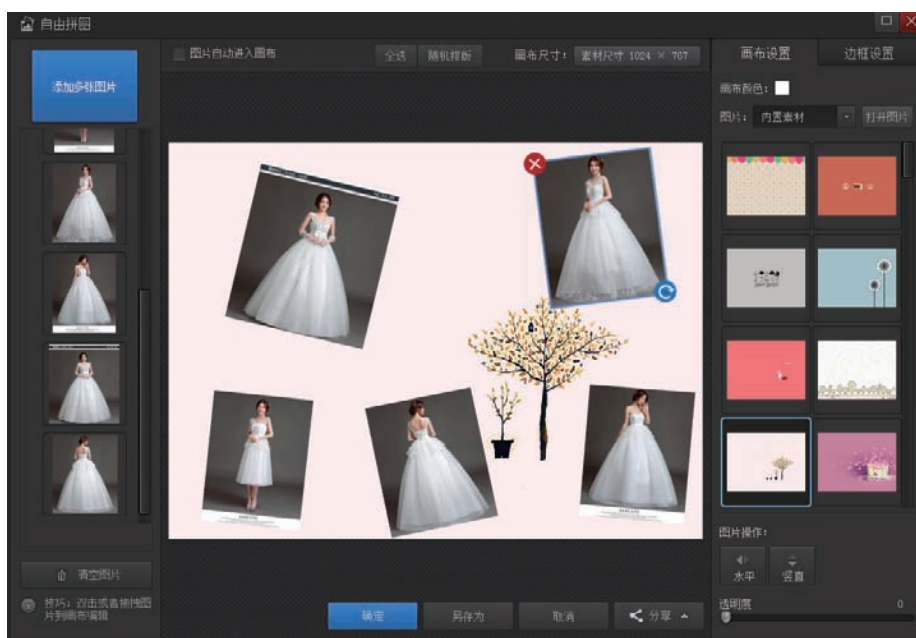 自由拼图
添加多张图片
图片自动进入画布
全选
随机排版
画布尺寸：
素材尺寸 1024 × 767
画布设置
边框设置
画布颜色：
图片：
内置素材
打开图片
图片操作：
水平
竖直
透明度
0
清空图片
技巧：双击或者拖拽图
片到画布编辑
确定
另存为
取消
分享